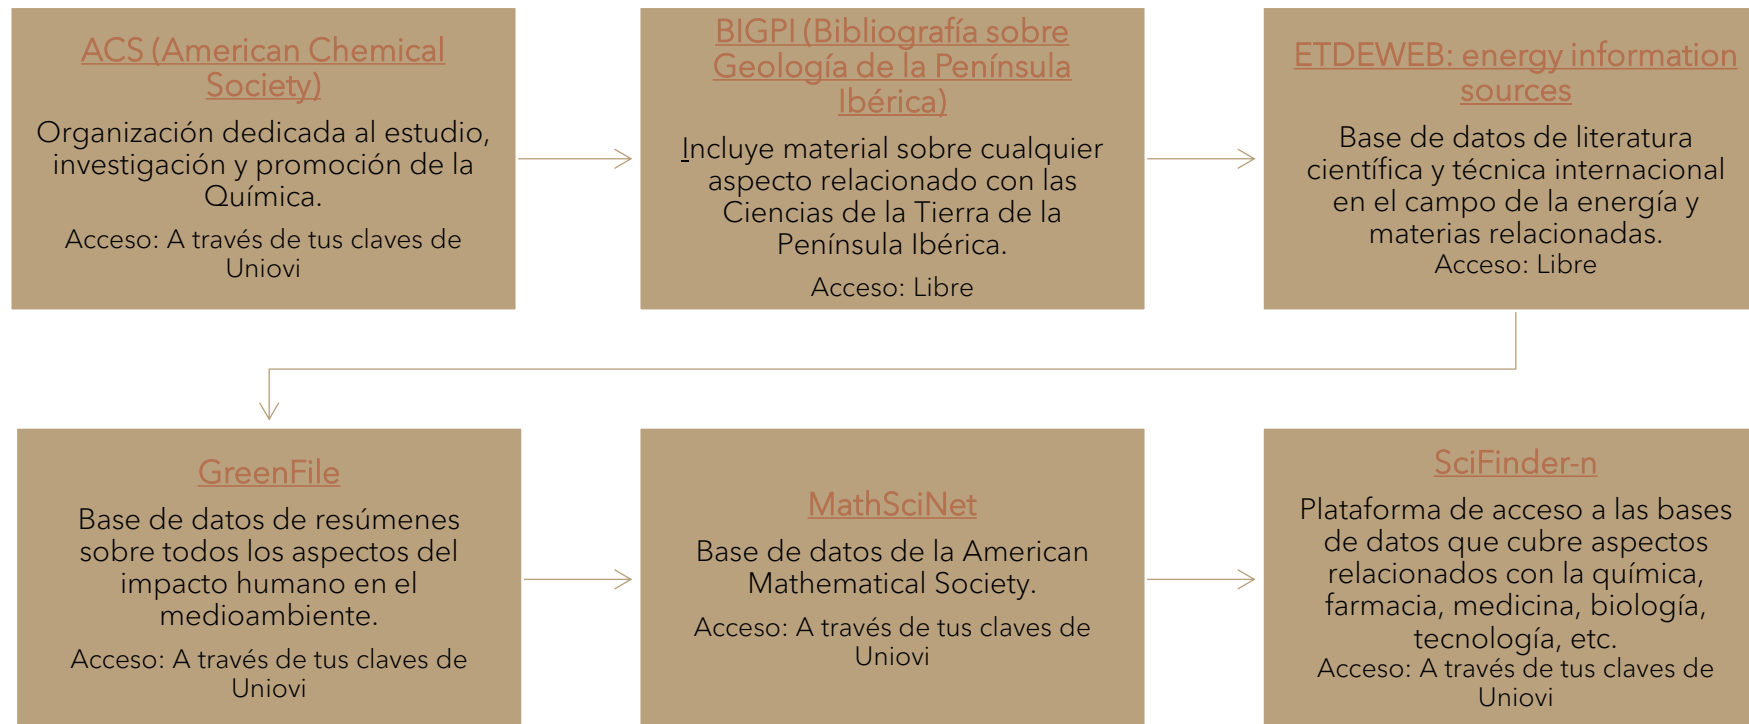 ACS (American Chemical
Society)
Organización dedicada al estudio,
investigación y promoción de la
Química.
Acceso: A través de tus claves de
Uniovi
BIGPI (Bibliografía sobre
Geología de la Península
Ibérica)
Incluye material sobre cualquier
aspecto relacionado con las
Ciencias de la Tierra de la
Península Ibérica.
Acceso: Libre
ETDEWEB: energy information
sources
Base de datos de literatura
científica y técnica internacional
en el campo de la energía y
materias relacionadas.
Acceso: Libre
GreenFile
Base de datos de resúmenes
sobre todos los aspectos del
impacto humano en el
medioambiente.
Acceso: A través de tus claves de
Uniovi
MathSciNet
Base de datos de la American
Mathematical Society.
Acceso: A través de tus claves de
Uniovi
SciFinder-n
Plataforma de acceso a las bases
de datos que cubre aspectos
relacionados con la química,
farmacia, medicina, biología,
tecnología, etc.
Acceso: A través de tus claves de
Uniovi